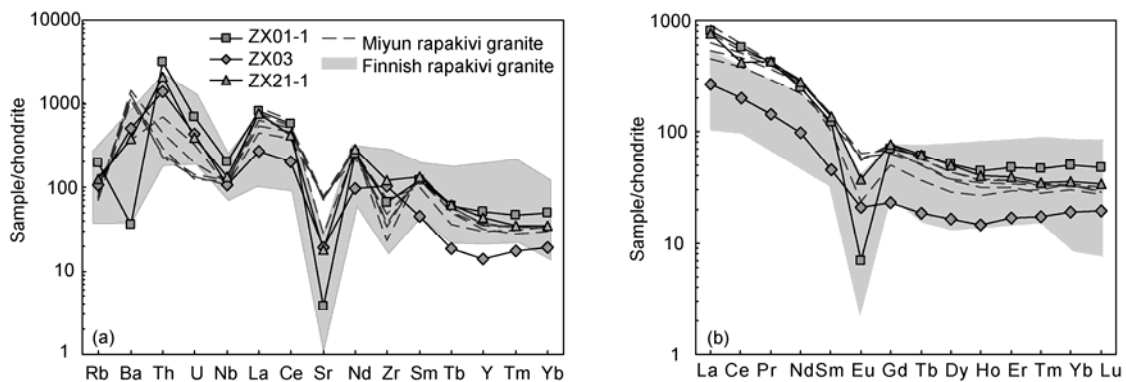 10000
1000
100
10
1
Sample/chondrite
ZX01-1
ZX03
ZX21-1
Miyun rapakivi granite
Finnish rapakivi granite
(a)
Rb Ba Th U Nb La Ce Sr Nd Zr Sm Tb Y Tm Yb
1000
100
10
1
Sample/chondrite
(b)
La Ce Pr Nd Sm Eu Gd Tb Dy Ho Er Tm Yb Lu